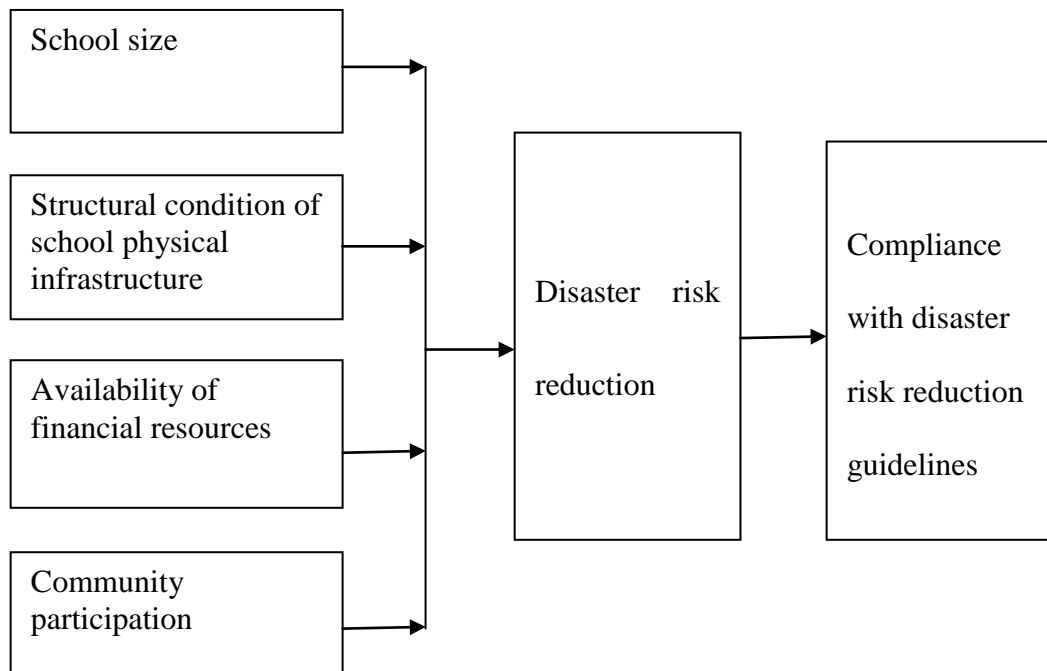 School size
Structural condition of
school physical
infrastructure
Availability of
financial resources
Community
participation
Disaster risk
reduction
Compliance
with disaster
risk reduction
guidelines